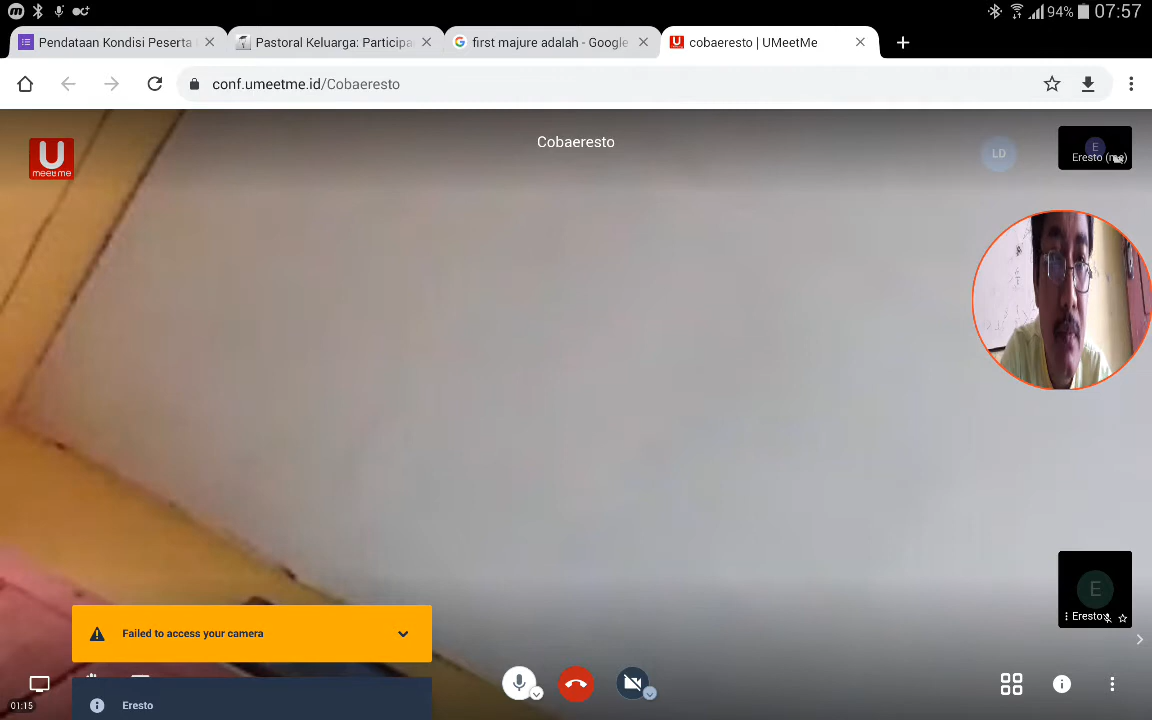 94% 07:57
Pendataan Kondisi Peserta
Pastoral Keluarga: Participa
first majure adalah - Google
cobaeresto | UMeetMe
conf.umeetme.id/Cobaeresto
U
meetme
Cobaeresto
LD
E
Eresto (me)
E
Eresto
Failed to access your camera
Eresto
01:15